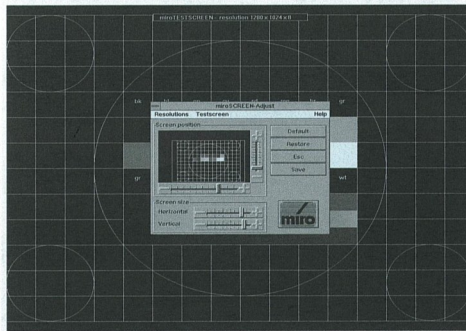 miroTESTSCREEN - resolution 1280 x 1024 x 8
bk
gr
miroSCREEN-Adjust
Resolutions Testscreen Help
Screen position
Default
Restore
Esc
Save
gr
wt
Screen size
Horizontal
Vertical
miro